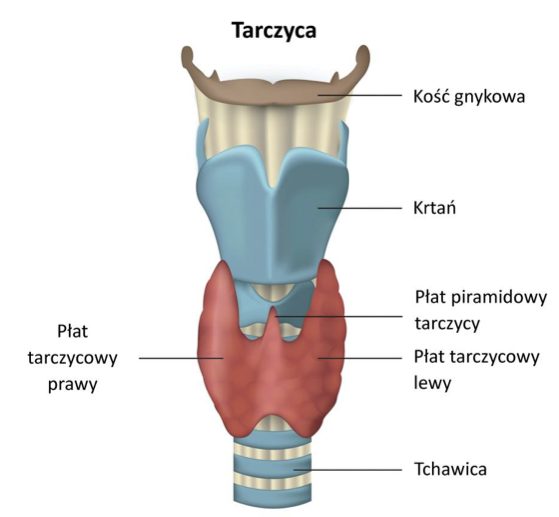 Tarczyca
Kość gnykowa
Krtań
Płat piramidowy
tarczycy
Płat
tarczycowy
prawy
Płat tarczycowy
lewy
Tchawica